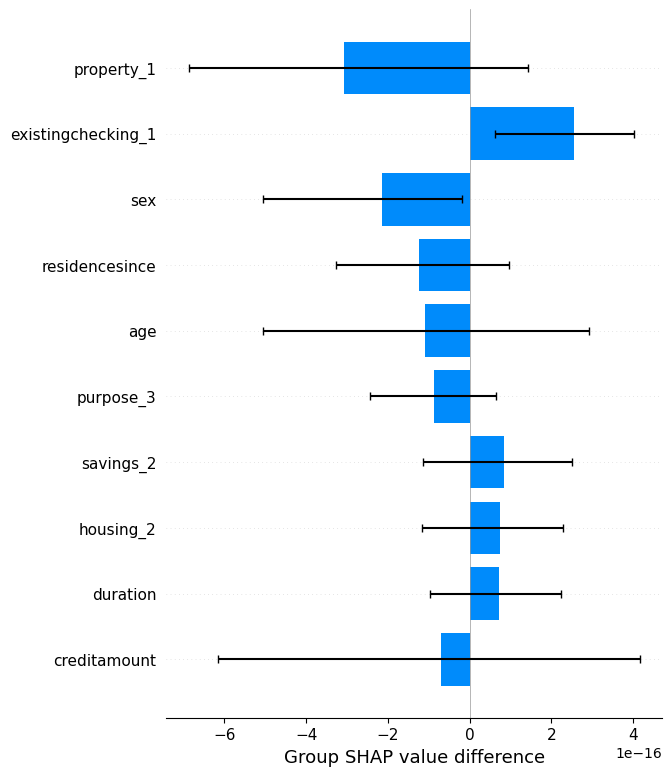 property_1
existingchecking_1
sex
residencesince
age
purpose_3
savings_2
housing_2
duration
creditamount
−6 −4 −2 0 2 4
1e−16
Group SHAP value difference